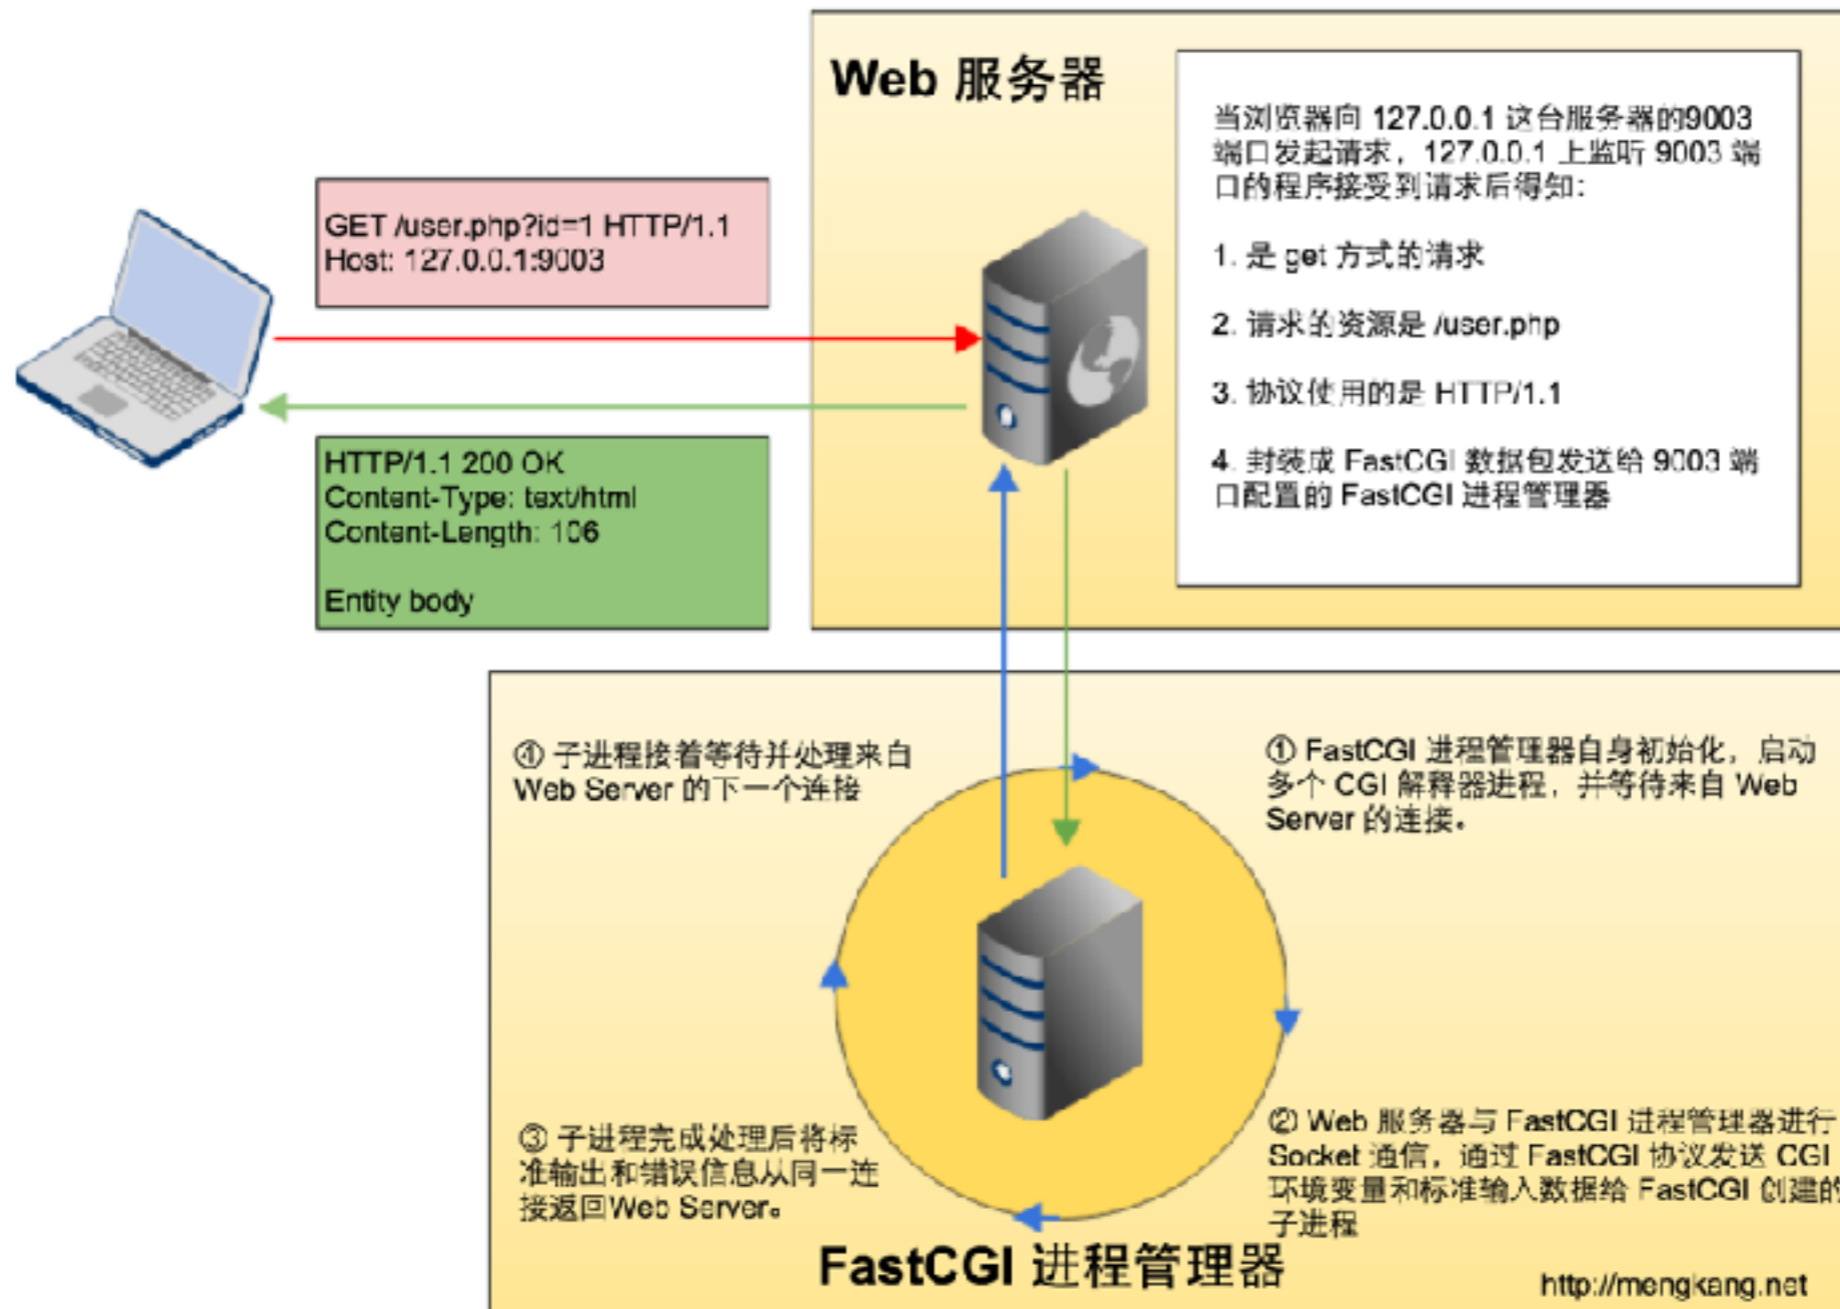 Web 服务器
当浏览器向 127.0.0.1 这台服务器的9003
端口发起请求，127.0.0.1 上监听 9003 端
口的程序接受到请求后得知：
1. 是 get 方式的请求
2. 请求的资源是 /user.php
3. 协议使用的是 HTTP/1.1
4. 封装成 FastCGI 数据包发送给 9003 端
口配置的 FastCGI 进程管理器
GET /user.php?id=1 HTTP/1.1
Host: 127.0.0.1:9003
HTTP/1.1 200 OK
Content-Type: text/html
Content-Length: 106
Entity body
① FastCGI 进程管理器自身初始化，启动
多个 CGI 解释器进程，并等待来自 Web
Server 的连接。
② Web 服务器与 FastCGI 进程管理器进行
Socket 通信，通过 FastCGI 协议发送 CGI
环境变量和标准输入数据给 FastCGI 创建的
子进程
③ 子进程完成处理后将标
准输出和错误信息从同一连
接返回Web Server。
④ 子进程接着等待并处理来自
Web Server 的下一个连接
FastCGI 进程管理器
http://mengkang.net